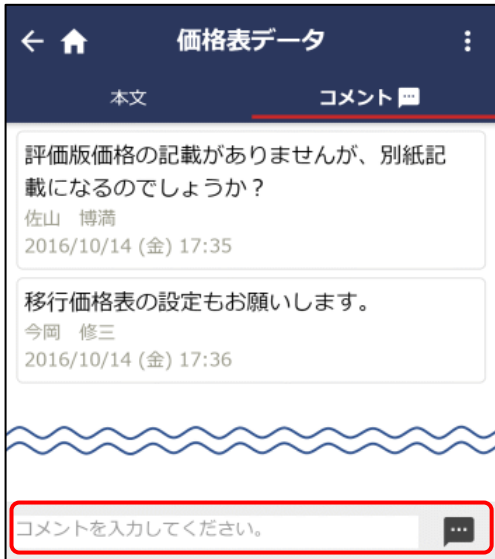 価格表データ
本文
コメント
評価版価格の記載がありませんが、別紙記
載になるのでしょうか？
佐山　博満
2016/10/14 (金) 17:35
移行価格表の設定もお願いします。
今岡　修三
2016/10/14 (金) 17:36
コメントを入力してください。